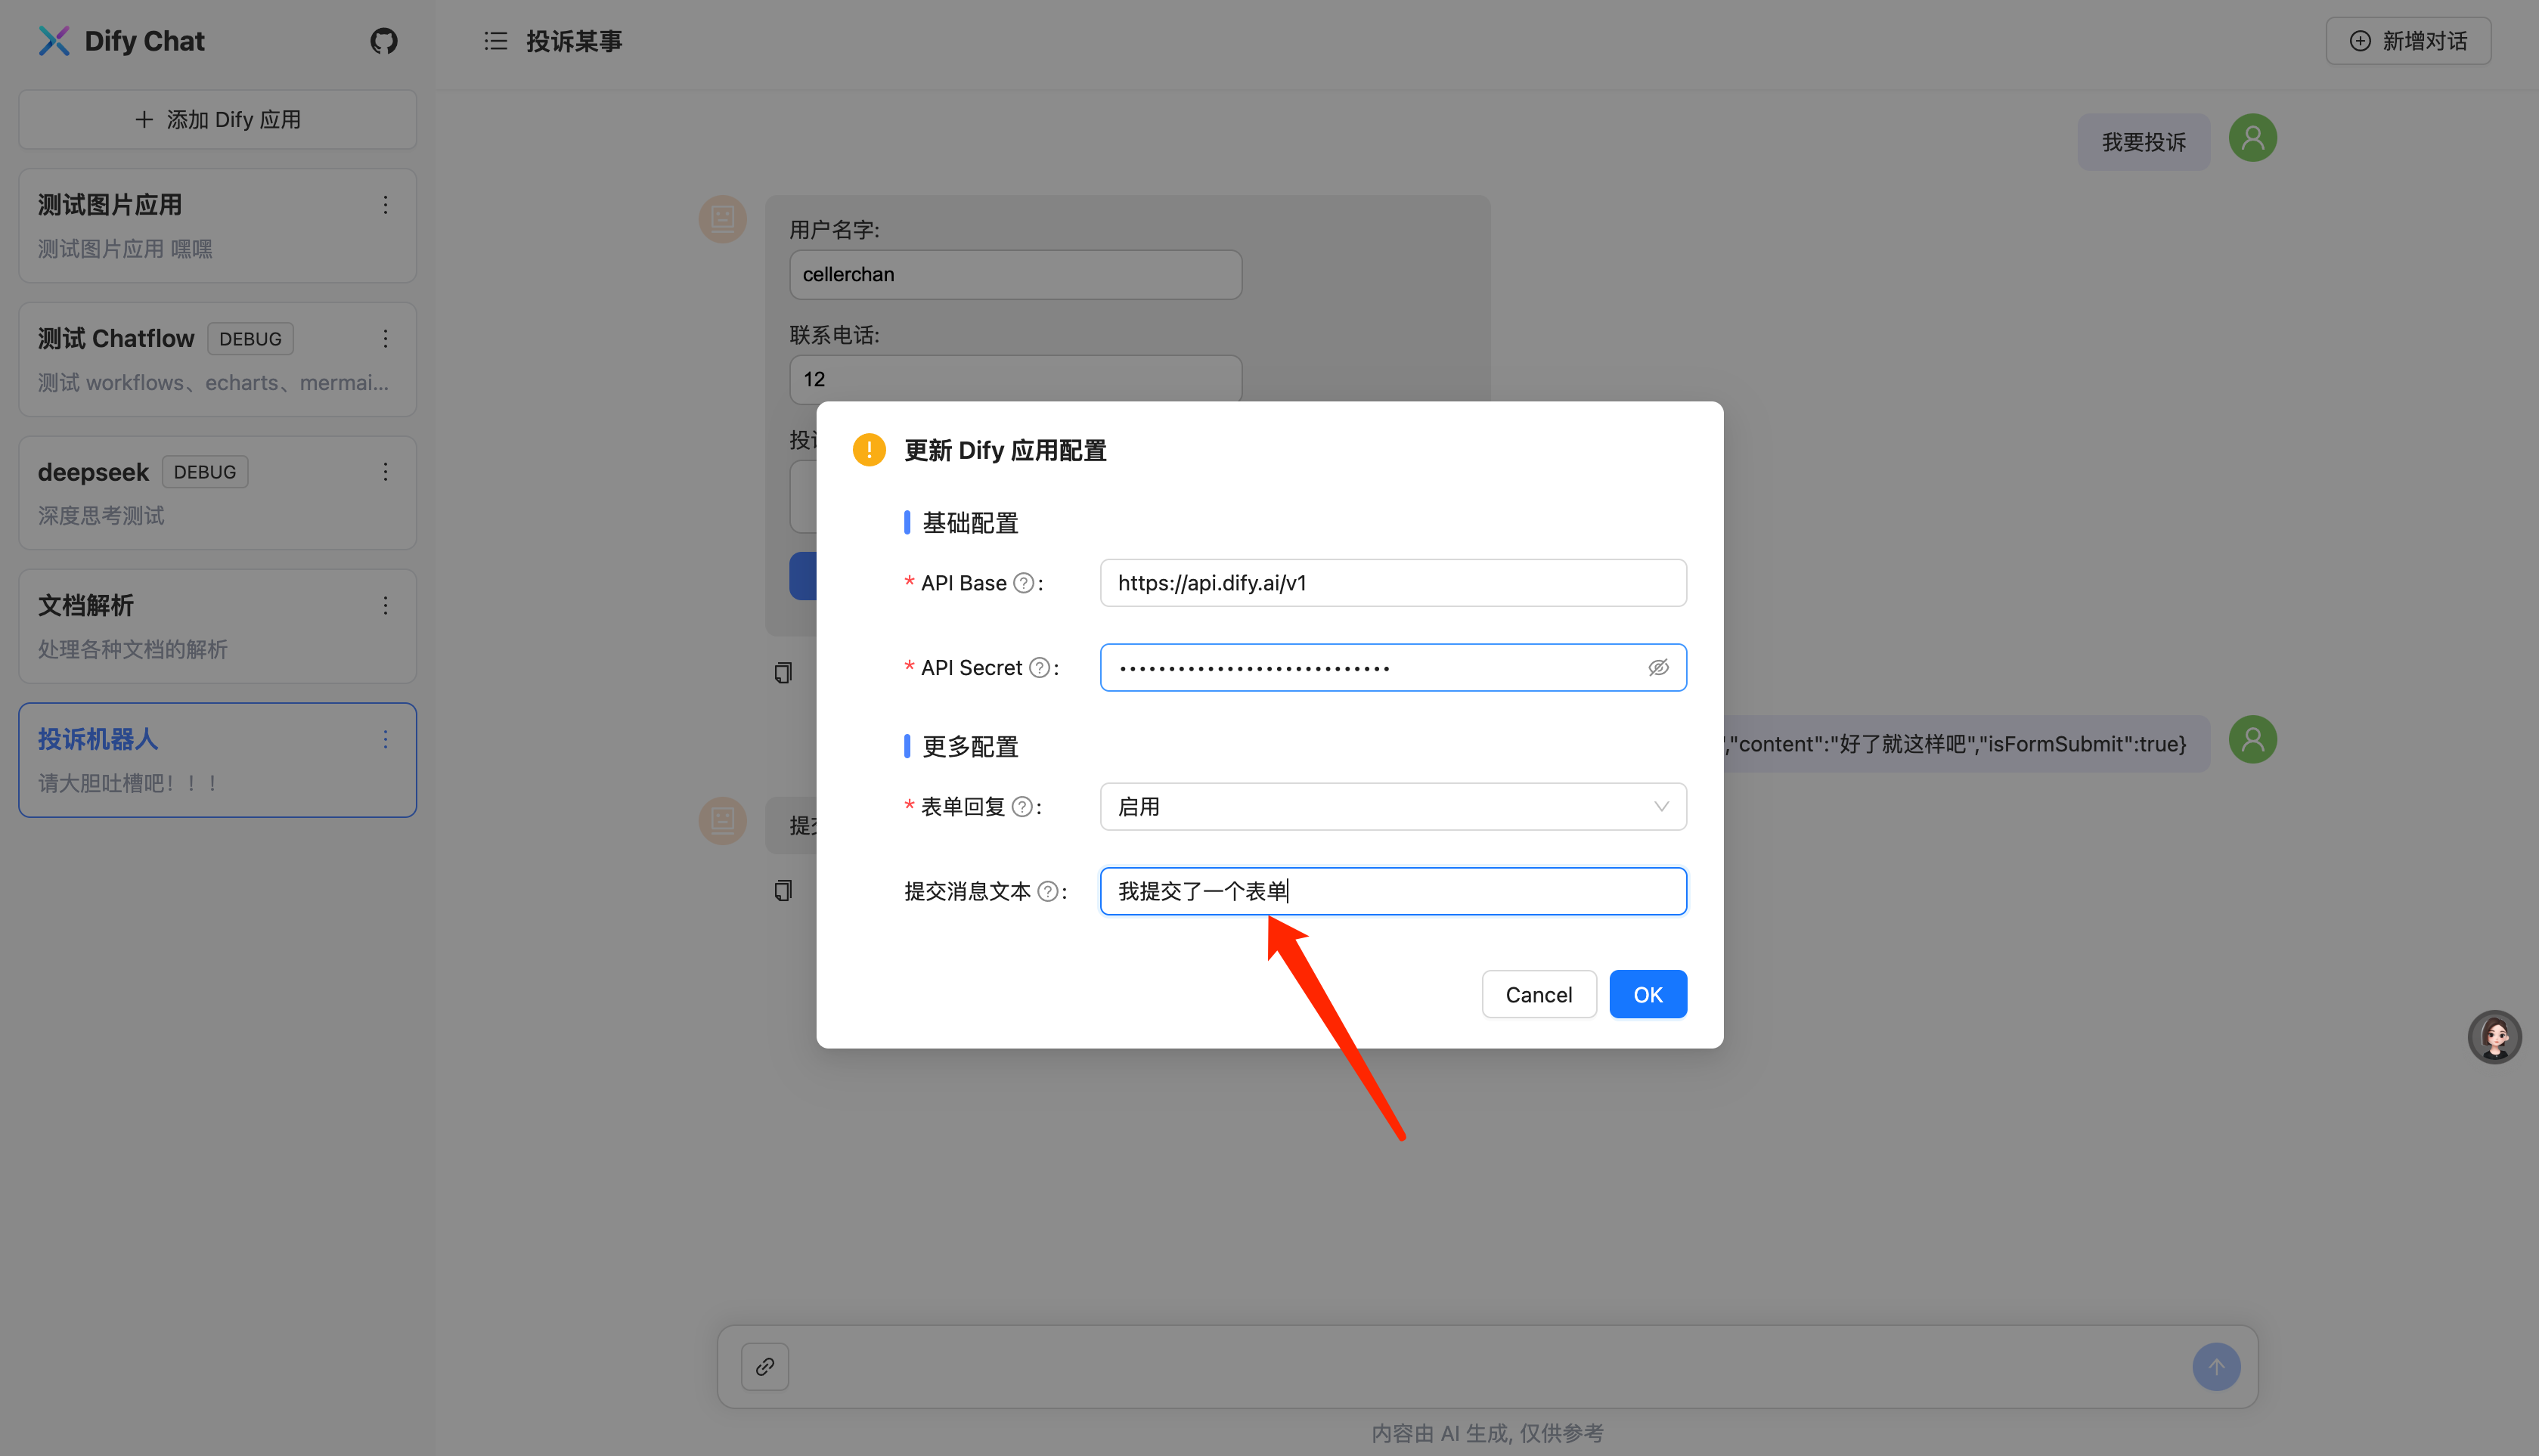 Dify Chat
添加 Dify 应用
测试图片应用
测试图片应用 嘿嘿
测试 Chatflow DEBUG
测试 workflows、echarts、mermai...
deepseek DEBUG
深度思考测试
文档解析
处理各种文档的解析
投诉机器人
请大胆吐槽吧！！！
投诉某事
新增对话
我要投诉
用户名字:
cellerchan
联系电话:
12
更新 Dify 应用配置
基础配置
* API Base ? :
https://api.dify.ai/v1
* API Secret ? :
•••••••••••••••••••••••••••
更多配置
* 表单回复 ? :
启用
提交消息文本 ? :
我提交了一个表单
Cancel
OK
,"content":"好了就这样吧","isFormSubmit":true}
提
内容由 AI 生成, 仅供参考